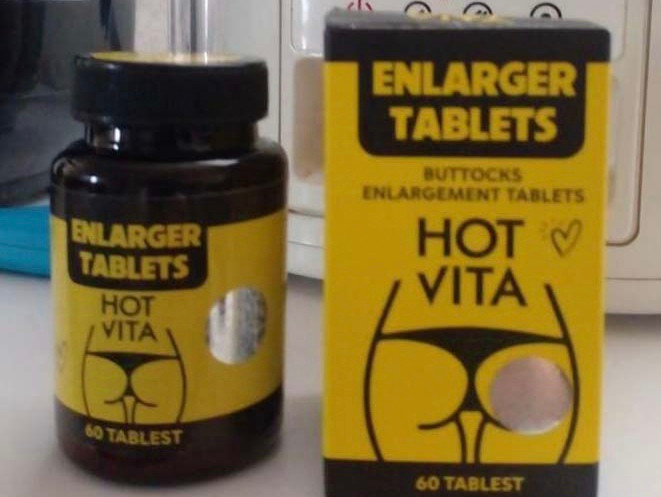 ENLARGER
TABLETS
HOT
VITA
60 TABLEST
ENLARGER
TABLETS
BUTTOCKS
ENLARGEMENT TABLETS
HOT
VITA
60 TABLEST